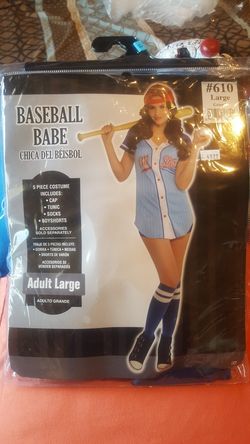 #610
Large
BASEBALL
BABE
CHICA DEL BÉISBOL
5 PIECE COSTUME
INCLUDES:
• CAP
• TUNIC
• SOCKS
• BOYSHORTS
ACCESSORIES
SOLD SEPARATELY
TRAJE DE 5 PIEZAS INCLUYE:
• GORRA • TÚNICA • MEDIAS
• SHORTS DE VARÓN
ACCESORIOS SE
VENDEN SEPARADOS
Adult Large
ADULTO GRANDE